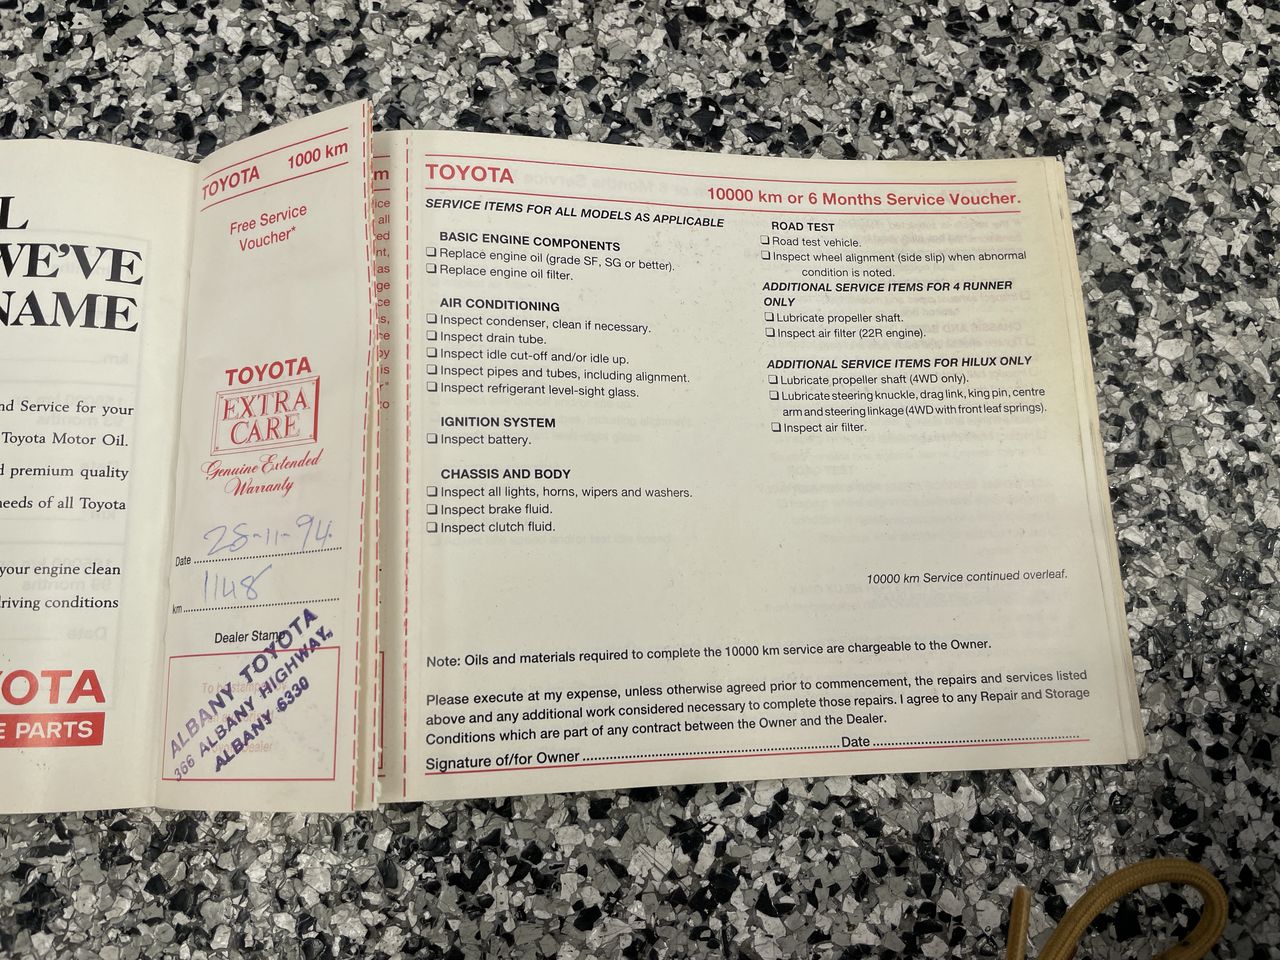 L
WE'VE
NAME
nd Service for your
Toyota Motor Oil.
d premium quality
needs of all Toyota
your engine clean
driving conditions
OTA
E PARTS
TOYOTA 1000 km
Free Service
Voucher*
TOYOTA
EXTRA
CARE
Genuine Extended
Warranty
Date 28-11-94
km 1148
Dealer Stamp
ALBANY TOYOTA
366 ALBANY HIGHWAY,
ALBANY 6330
TOYOTA
10000 km or 6 Months Service Voucher.
SERVICE ITEMS FOR ALL MODELS AS APPLICABLE
BASIC ENGINE COMPONENTS
Replace engine oil (grade SF, SG or better).
Replace engine oil filter.
AIR CONDITIONING
Inspect condenser, clean if necessary.
Inspect drain tube.
Inspect idle cut-off and/or idle up.
Inspect pipes and tubes, including alignment.
Inspect refrigerant level-sight glass.
IGNITION SYSTEM
Inspect battery.
CHASSIS AND BODY
Inspect all lights, horns, wipers and washers.
Inspect brake fluid.
Inspect clutch fluid.
ROAD TEST
Road test vehicle.
Inspect wheel alignment (side slip) when abnormal
condition is noted.
ADDITIONAL SERVICE ITEMS FOR 4 RUNNER
ONLY
Lubricate propeller shaft.
Inspect air filter (22R engine).
ADDITIONAL SERVICE ITEMS FOR HILUX ONLY
Lubricate propeller shaft (4WD only).
Lubricate steering knuckle, drag link, king pin, centre
arm and steering linkage (4WD with front leaf springs).
Inspect air filter.
10000 km Service continued overleaf.
Note: Oils and materials required to complete the 10000 km service are chargeable to the Owner.
Please execute at my expense, unless otherwise agreed prior to commencement, the repairs and services listed
above and any additional work considered necessary to complete those repairs. I agree to any Repair and Storage
Conditions which are part of any contract between the Owner and the Dealer.
Signature of/for Owner Date